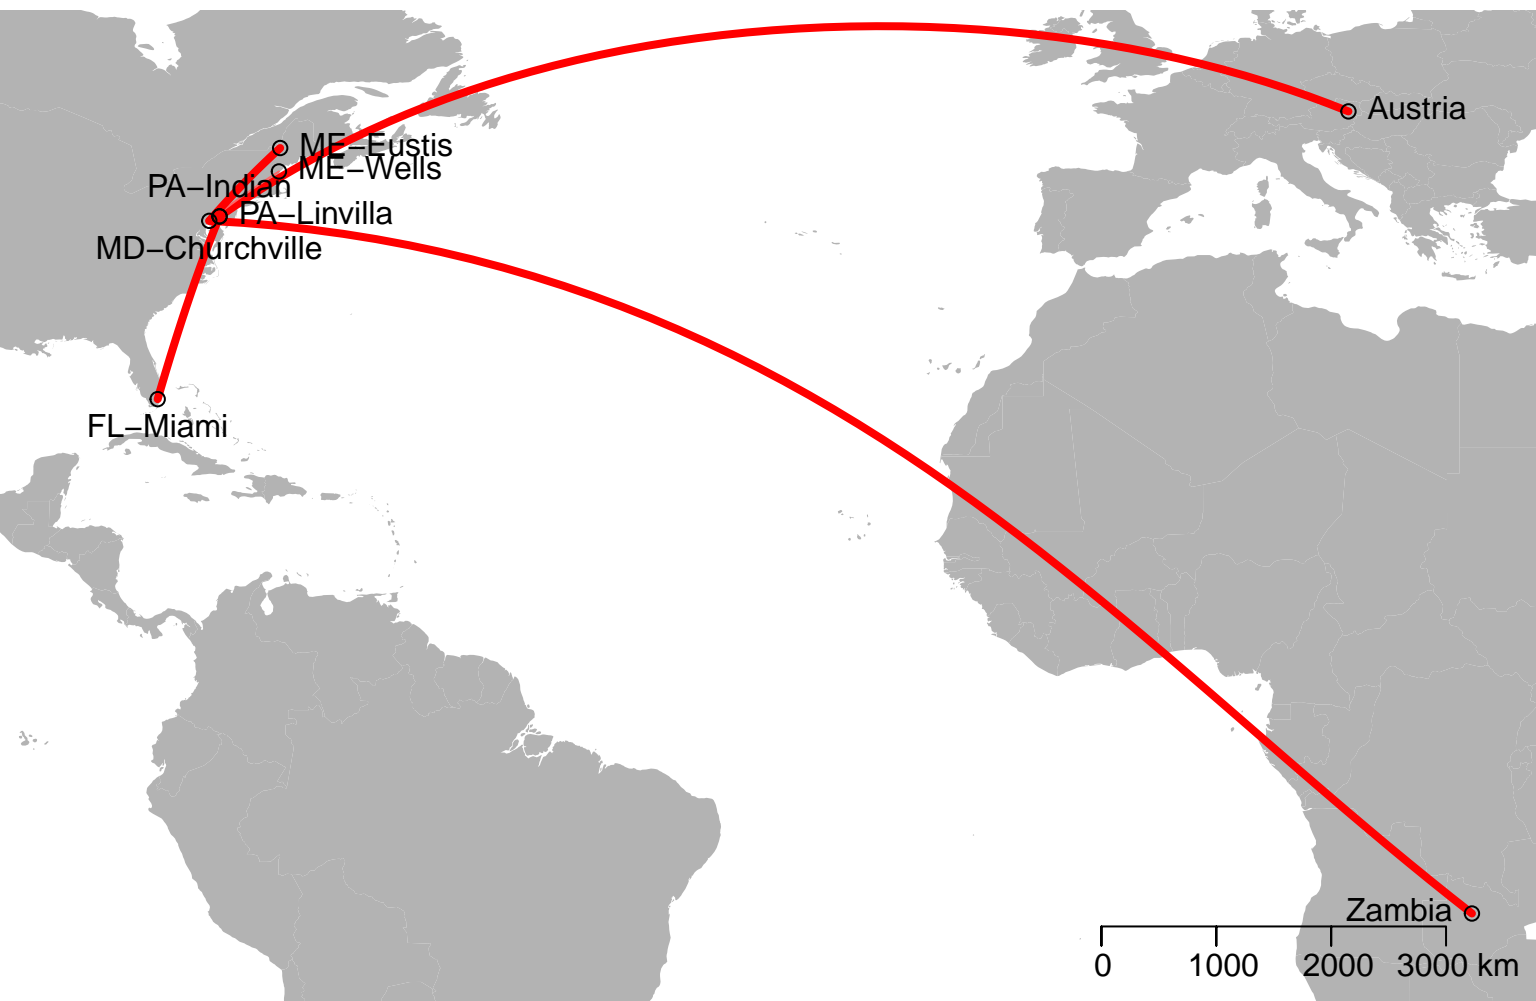 Austria
ME−Eustis
ME−Wells
PA−Indian
PA−Linvilla
MD−Churchville
FL−Miami
Zambia
0 1000 2000 3000 km